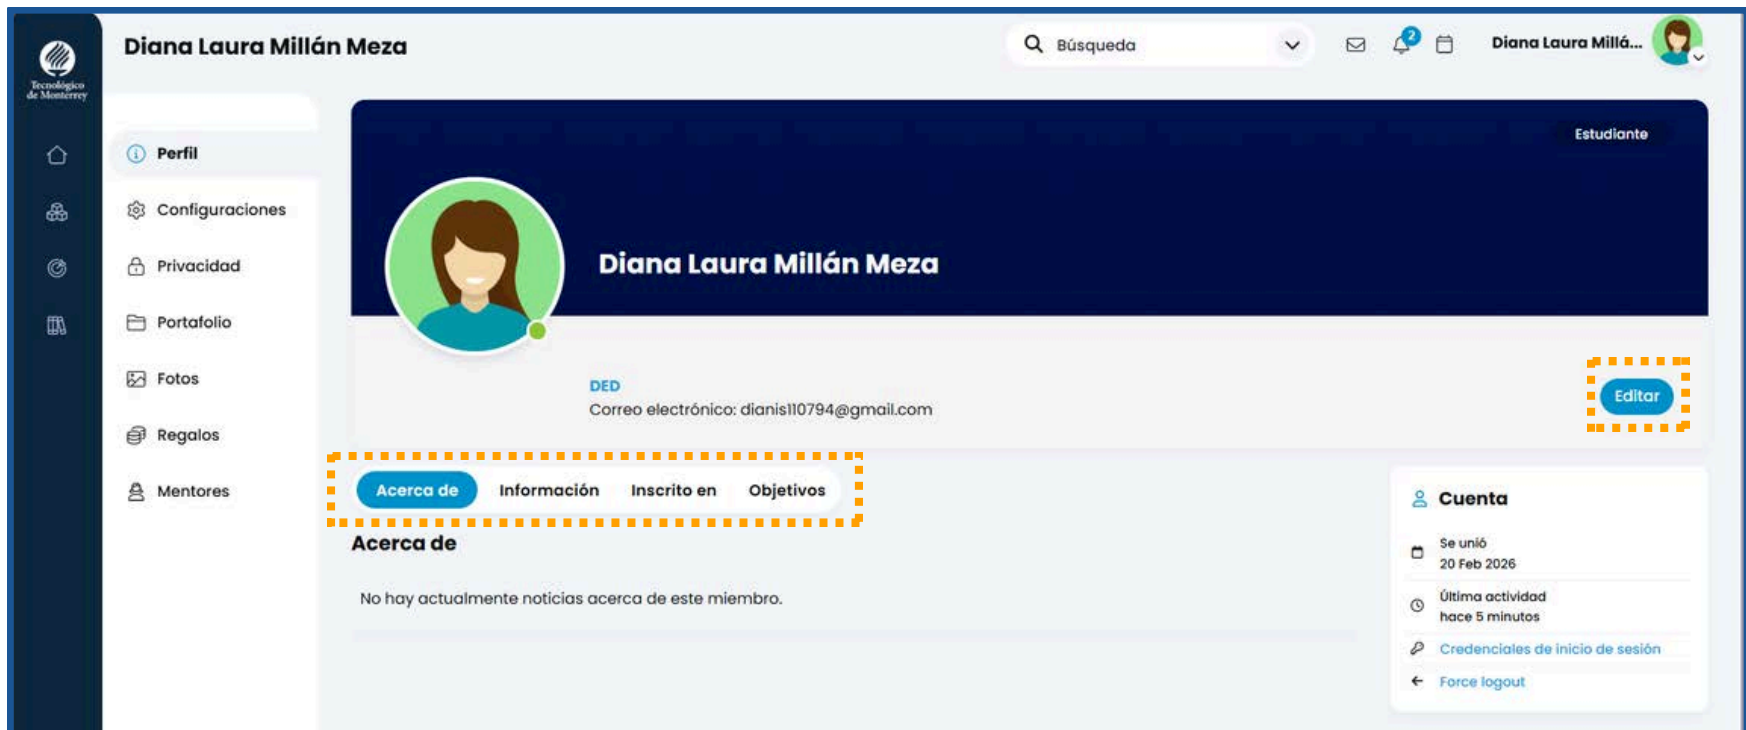 Tecnológico
de Monterrey
Diana Laura Millán Meza
Búsqueda
2
Diana Laura Millá...
Perfil
Configuraciones
Privacidad
Portafolio
Fotos
Regalos
Mentores
Estudiante
Diana Laura Millán Meza
DED
Correo electrónico: dianis110794@gmail.com
Editar
Acerca de Información Inscrito en Objetivos
Acerca de
No hay actualmente noticias acerca de este miembro.
Cuenta
Se unió
20 Feb 2026
Última actividad
hace 5 minutos
Credenciales de inicio de sesión
Force logout